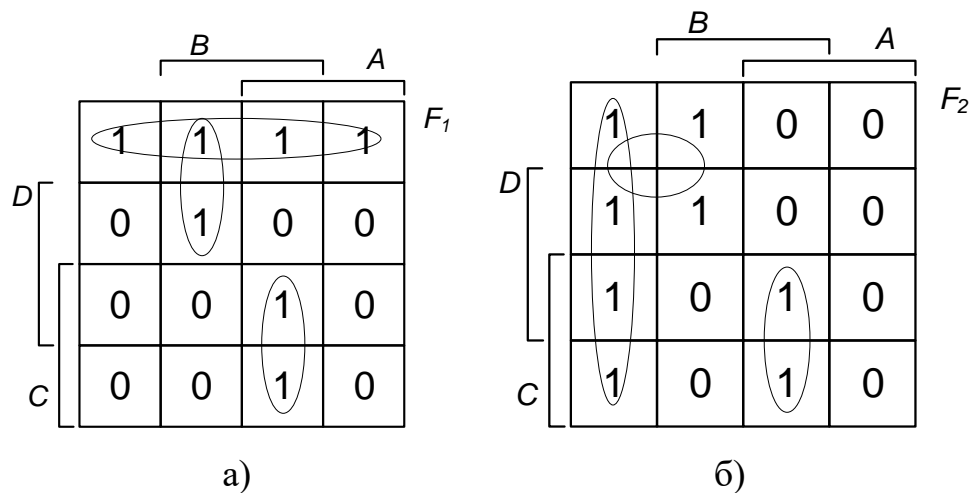 B B
A A
F₁ F₂
1 1 1 1 1 1 0 0
D D
0 1 0 0 1 1 0 0
0 0 1 0 1 0 1 0
C C
0 0 1 0 1 0 1 0
а) б)